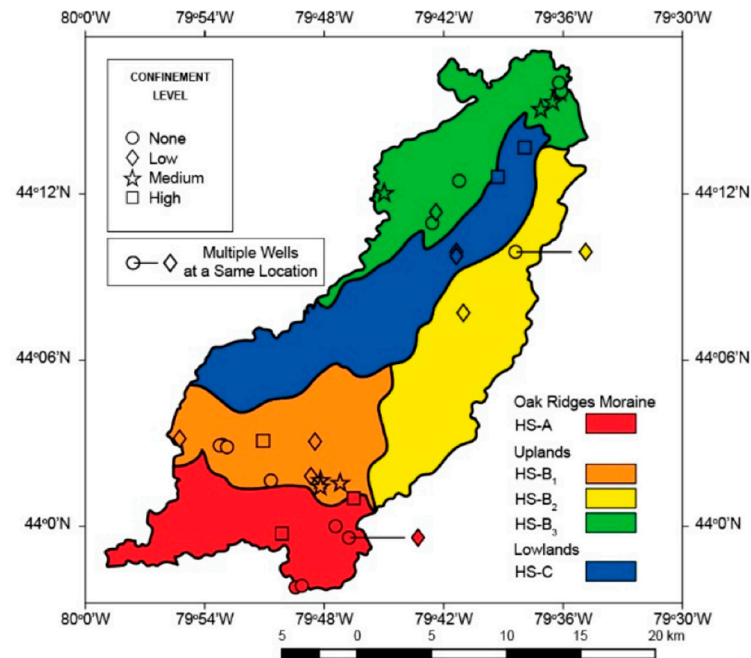 80°0'W 79°54'W 79°48'W 79°42'W 79°36'W 79°30'W
CONFINEMENT
LEVEL
None
Low
Medium
High
Multiple Wells
at a Same Location
44°12'N 44°12'N
44°06'N 44°06'N
44°0'N 44°0'N
Oak Ridges Moraine
HS-A
Uplands
HS-B₁
HS-B₂
HS-B₃
Lowlands
HS-C
80°0'W 79°54'W 79°48'W 79°42'W 79°36'W 79°30'W
5 0 5 10 15 20 km